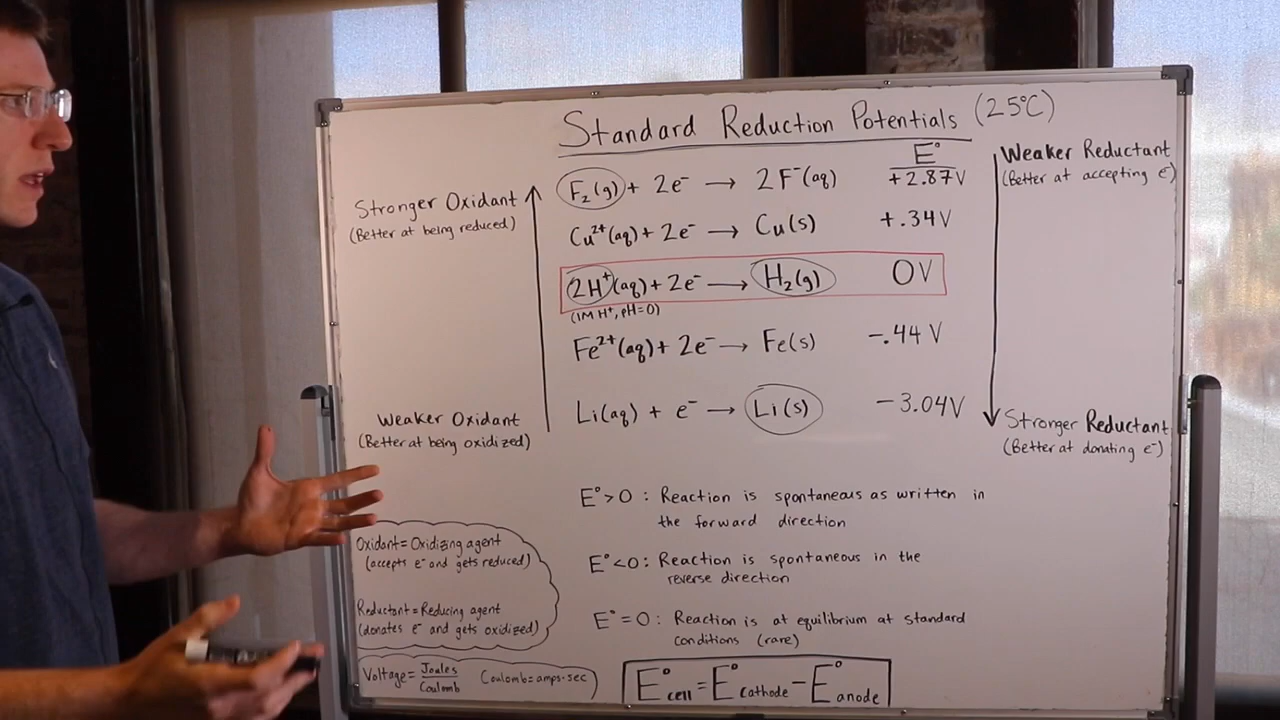 Standard Reduction Potentials (25°C)
E°
F₂(g) + 2e⁻ → 2F⁻(aq) +2.87V
Cu²⁺(aq) + 2e⁻ → Cu(s) +.34V
2H⁺(aq) + 2e⁻ → H₂(g) 0V
(1M H⁺, pH=0)
Fe²⁺(aq) + 2e⁻ → Fe(s) -.44V
Li(aq) + e⁻ → Li(s) -3.04V
Stronger Oxidant
(Better at being reduced)
Weaker Oxidant
(Better at being oxidized)
Weaker Reductant
(Better at accepting e⁻)
Stronger Reductant
(Better at donating e⁻)
E°>0: Reaction is spontaneous as written in
the forward direction
E°<0: Reaction is spontaneous in the
reverse direction
E°=0: Reaction is at equilibrium at standard
conditions (rare)
Oxidant=Oxidizing agent
(accepts e⁻ and gets reduced)
Reductant=Reducing agent
(donates e⁻ and gets oxidized)
Voltage= Joules/Coulomb Coulomb=amps·sec
E°cell = E°cathode - E°anode